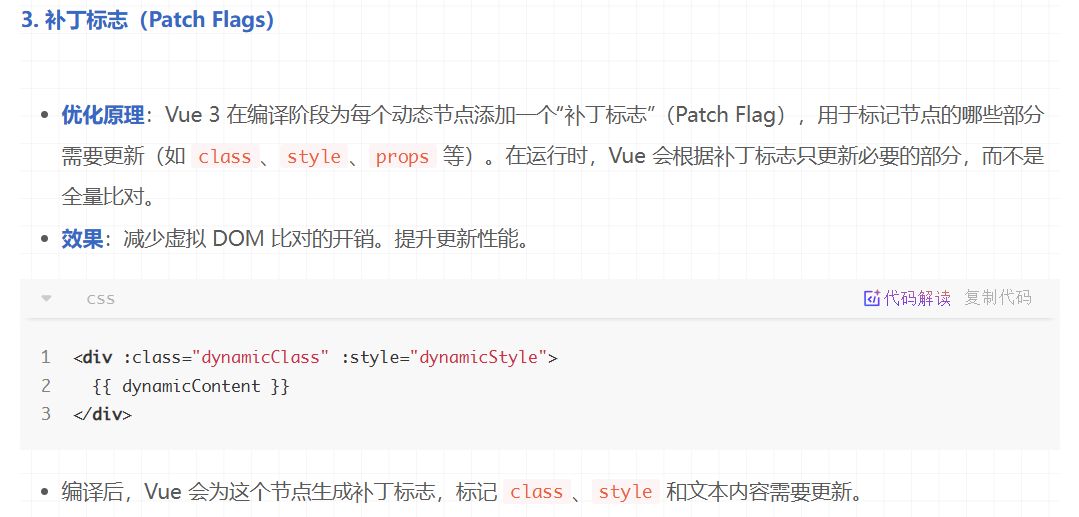 3. 补丁标志（Patch Flags）
优化原理：Vue 3 在编译阶段为每个动态节点添加一个“补丁标志”（Patch Flag），用于标记节点的哪些部分
需要更新（如 class 、 style 、 props 等）。在运行时，Vue 会根据补丁标志只更新必要的部分，而不是
全量比对。
效果：减少虚拟 DOM 比对的开销。提升更新性能。
css 代码解读 复制代码
1 <div :class="dynamicClass" :style="dynamicStyle">
2 {{ dynamicContent }}
3 </div>
编译后，Vue 会为这个节点生成补丁标志，标记 class 、 style 和文本内容需要更新。